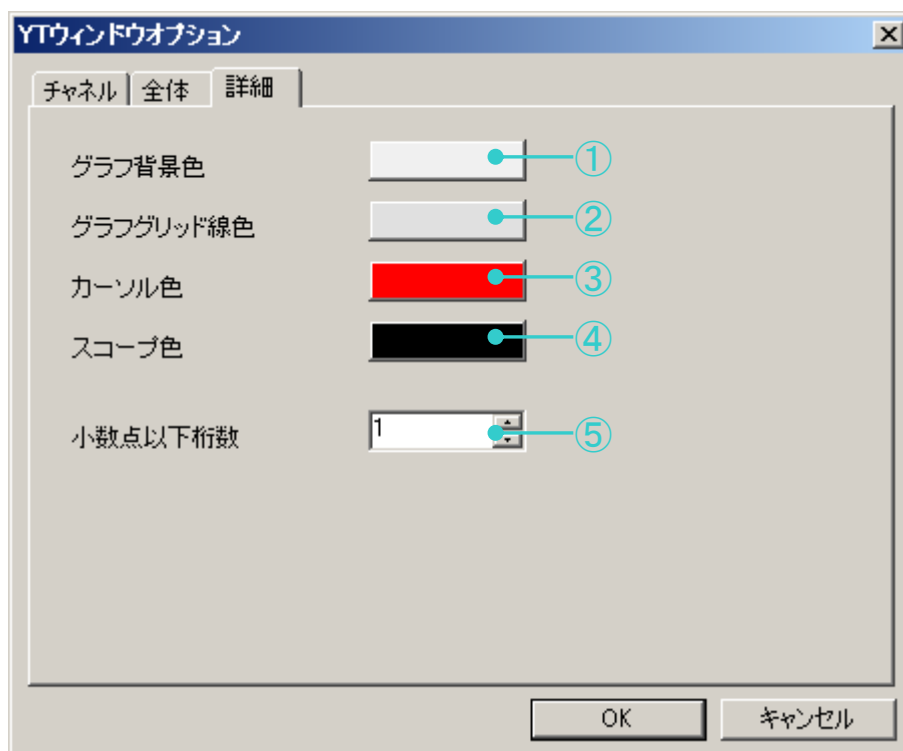 YTウィンドウオプション
チャネル 全体 詳細
グラフ背景色 ①
グラフグリッド線色 ②
カーソル色 ③
スコープ色 ④
小数点以下桁数 1 ⑤
OK キャンセル